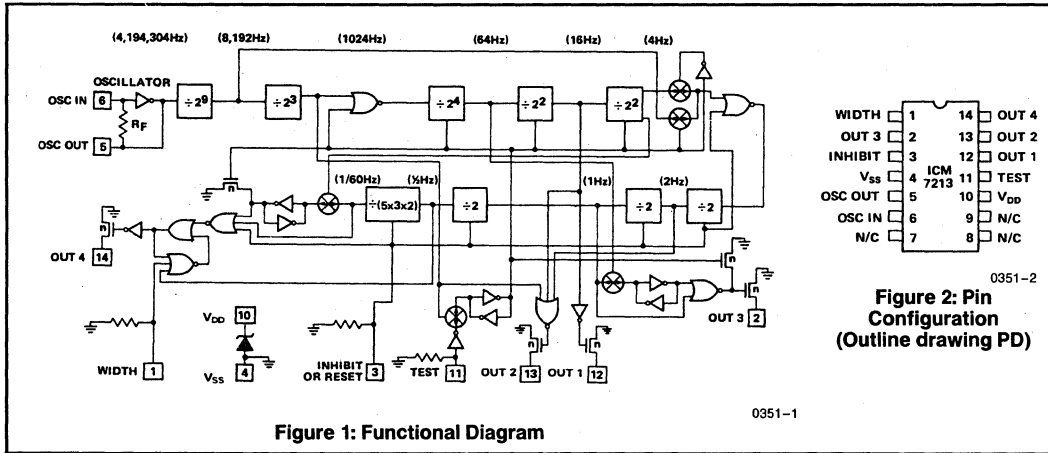 (4,194,304Hz) (8,192Hz) (1024Hz) (64Hz) (16Hz) (4Hz)
OSCILLATOR
OSC IN 6 ÷ 2⁹ ÷ 2³ ÷ 2⁴ ÷ 2² ÷ 2²
RF
OSC OUT 5
(1/60Hz) (½Hz) (1Hz) (2Hz)
n ÷(5x3x2) ÷2 ÷2 ÷2
n
OUT 4
14
n
n
OUT 3 2
VDD 10
n n
WIDTH 1
VSS 4
INHIBIT OR RESET 3
TEST 11
OUT 2 13
OUT 1 12
0351–1
Figure 1: Functional Diagram
WIDTH 1 14 OUT 4
OUT 3 2 13 OUT 2
INHIBIT 3 12 OUT 1
VSS 4 11 TEST
OSC OUT 5 10 VDD
OSC IN 6 9 N/C
N/C 7 8 N/C
ICM
7213
0351–2
Figure 2: Pin
Configuration
(Outline drawing PD)